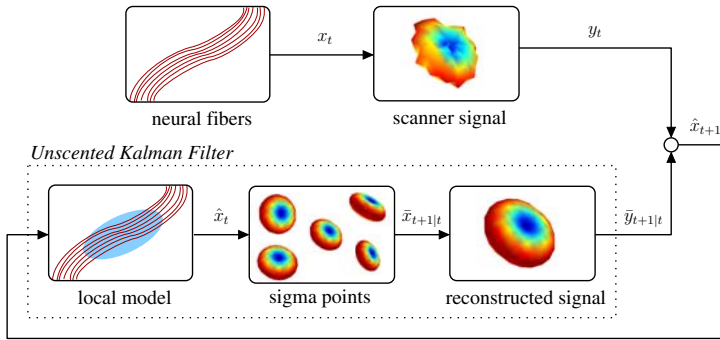 x_t
y_t
neural fibers
scanner signal
x̂_{t+1}
Unscented Kalman Filter
x̂_t
x̄_{t+1|t}
ȳ_{t+1|t}
local model
sigma points
reconstructed signal